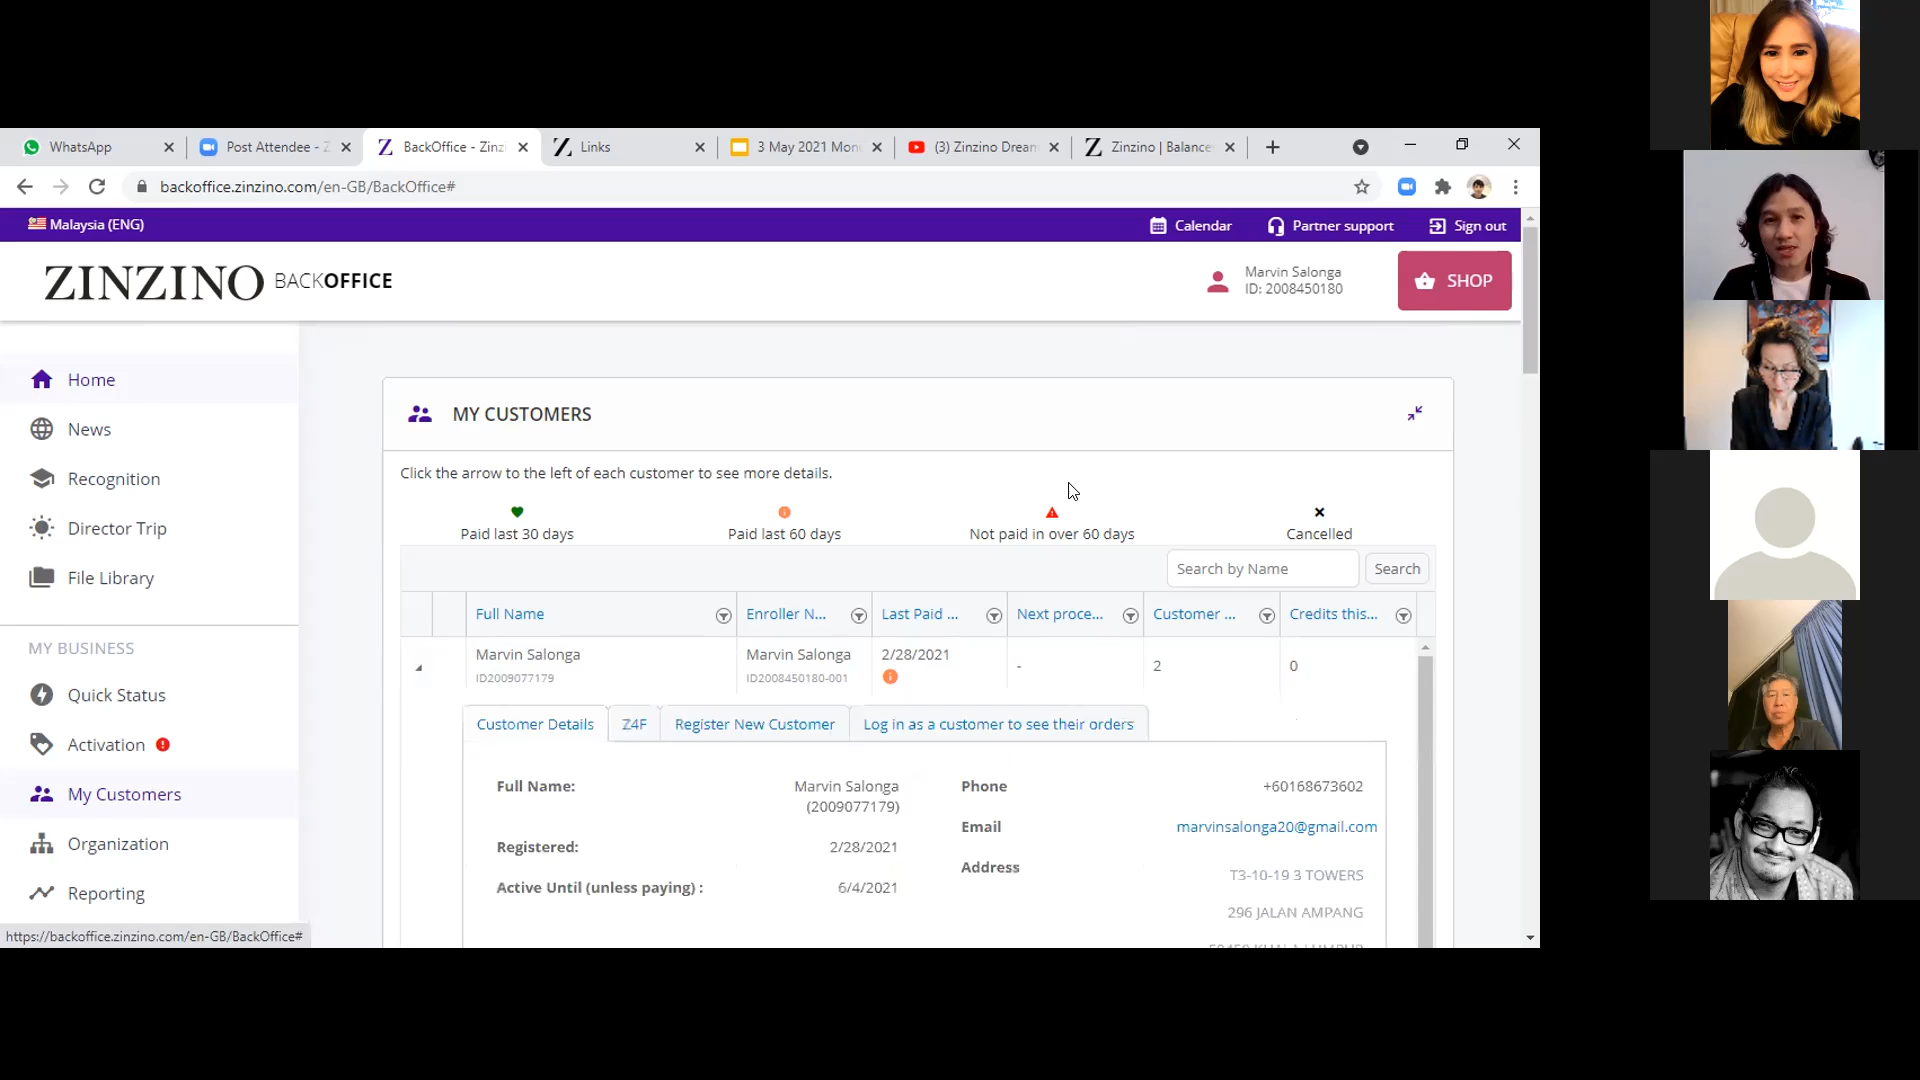 WhatsApp
Post Attendee - Z
BackOffice - Zinzi
Links
3 May 2021 Mon
(3) Zinzino Dream
Zinzino | Balance
backoffice.zinzino.com/en-GB/BackOffice#
Malaysia (ENG)
Calendar
Partner support
Sign out
ZINZINO BACKOFFICE
Marvin Salonga
ID: 2008450180
SHOP
Home
News
Recognition
Director Trip
File Library
MY BUSINESS
Quick Status
Activation
My Customers
Organization
Reporting
https://backoffice.zinzino.com/en-GB/BackOffice#
MY CUSTOMERS
Click the arrow to the left of each customer to see more details.
Paid last 30 days
Paid last 60 days
Not paid in over 60 days
Cancelled
Search by Name
Search
Full Name
Enroller N...
Last Paid ...
Next proce...
Customer ...
Credits this...
Marvin Salonga
ID2009077179
Marvin Salonga
ID2008450180-001
2/28/2021
-
2
0
Customer Details
Z4F
Register New Customer
Log in as a customer to see their orders
Full Name:
Marvin Salonga
(2009077179)
Registered:
2/28/2021
Active Until (unless paying) :
6/4/2021
Phone
+60168673602
Email
marvinsalonga20@gmail.com
Address
T3-10-19 3 TOWERS
296 JALAN AMPANG